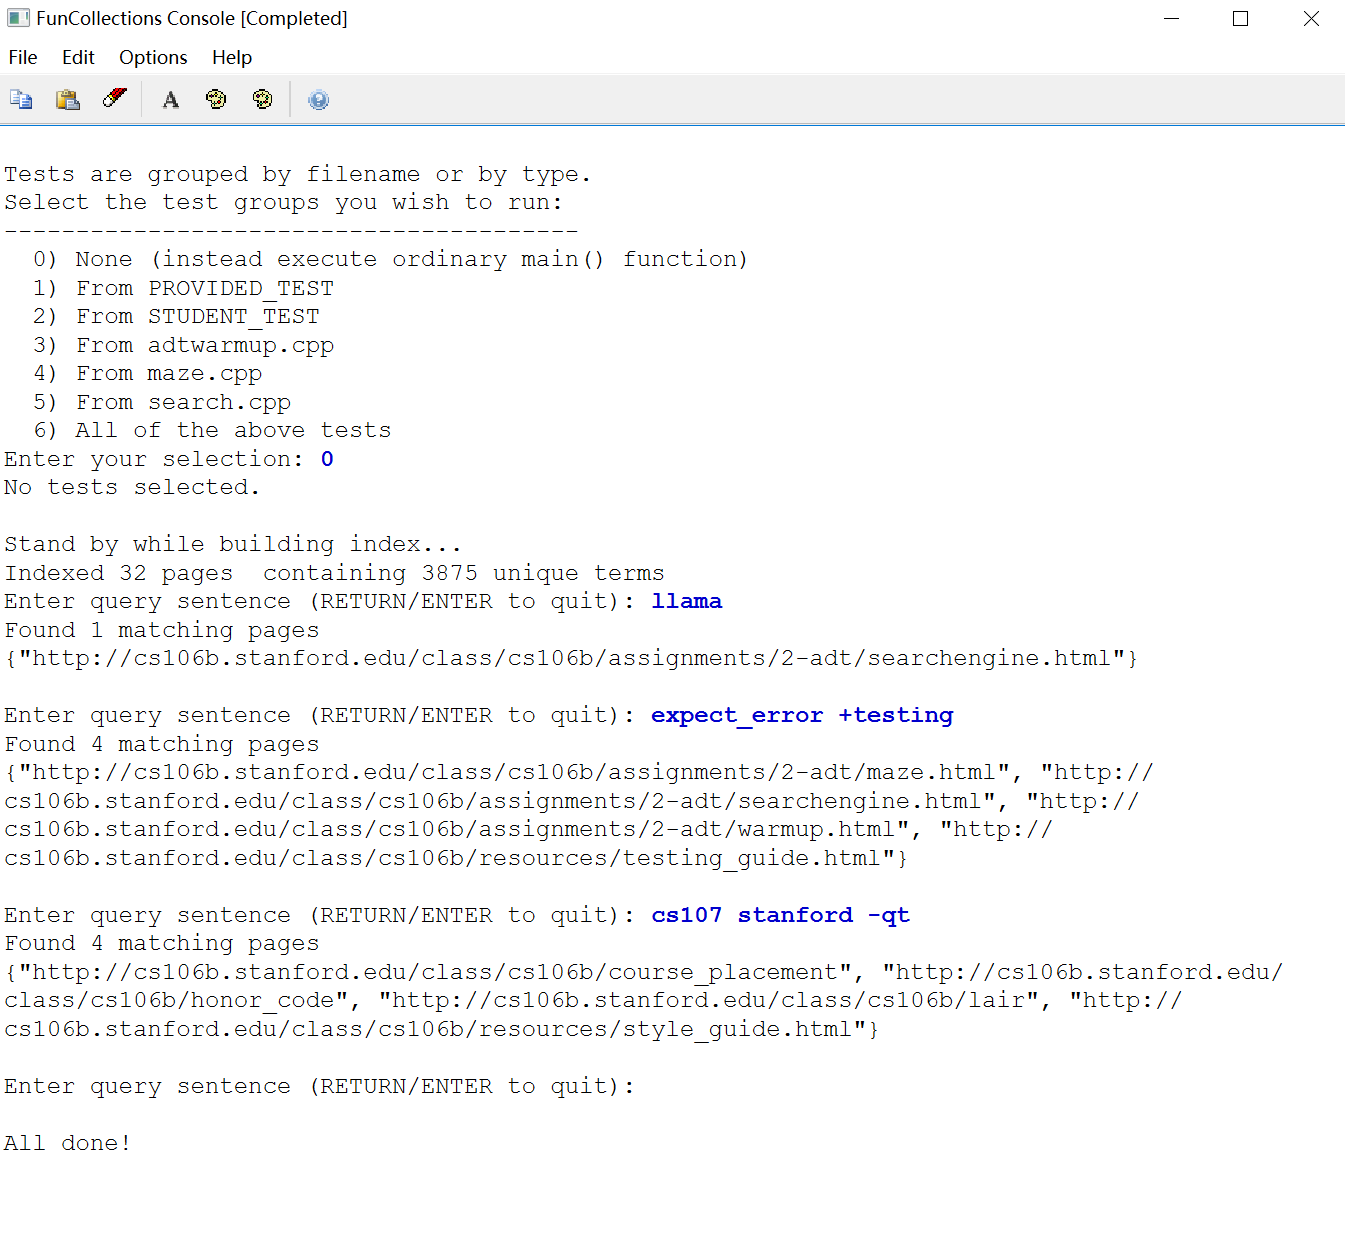 FunCollections Console [Completed]
File Edit Options Help
Tests are grouped by filename or by type.
Select the test groups you wish to run:
----------------------------------------
0) None (instead execute ordinary main() function)
1) From PROVIDED_TEST
2) From STUDENT_TEST
3) From adtwarmup.cpp
4) From maze.cpp
5) From search.cpp
6) All of the above tests
Enter your selection: 0
No tests selected.
Stand by while building index...
Indexed 32 pages  containing 3875 unique terms
Enter query sentence (RETURN/ENTER to quit): llama
Found 1 matching pages
{"http://cs106b.stanford.edu/class/cs106b/assignments/2-adt/searchengine.html"}
Enter query sentence (RETURN/ENTER to quit): expect_error +testing
Found 4 matching pages
{"http://cs106b.stanford.edu/class/cs106b/assignments/2-adt/maze.html", "http://
cs106b.stanford.edu/class/cs106b/assignments/2-adt/searchengine.html", "http://
cs106b.stanford.edu/class/cs106b/assignments/2-adt/warmup.html", "http://
cs106b.stanford.edu/class/cs106b/resources/testing_guide.html"}
Enter query sentence (RETURN/ENTER to quit): cs107 stanford -qt
Found 4 matching pages
{"http://cs106b.stanford.edu/class/cs106b/course_placement", "http://cs106b.stanford.edu/
class/cs106b/honor_code", "http://cs106b.stanford.edu/class/cs106b/lair", "http://
cs106b.stanford.edu/class/cs106b/resources/style_guide.html"}
Enter query sentence (RETURN/ENTER to quit):
All done!